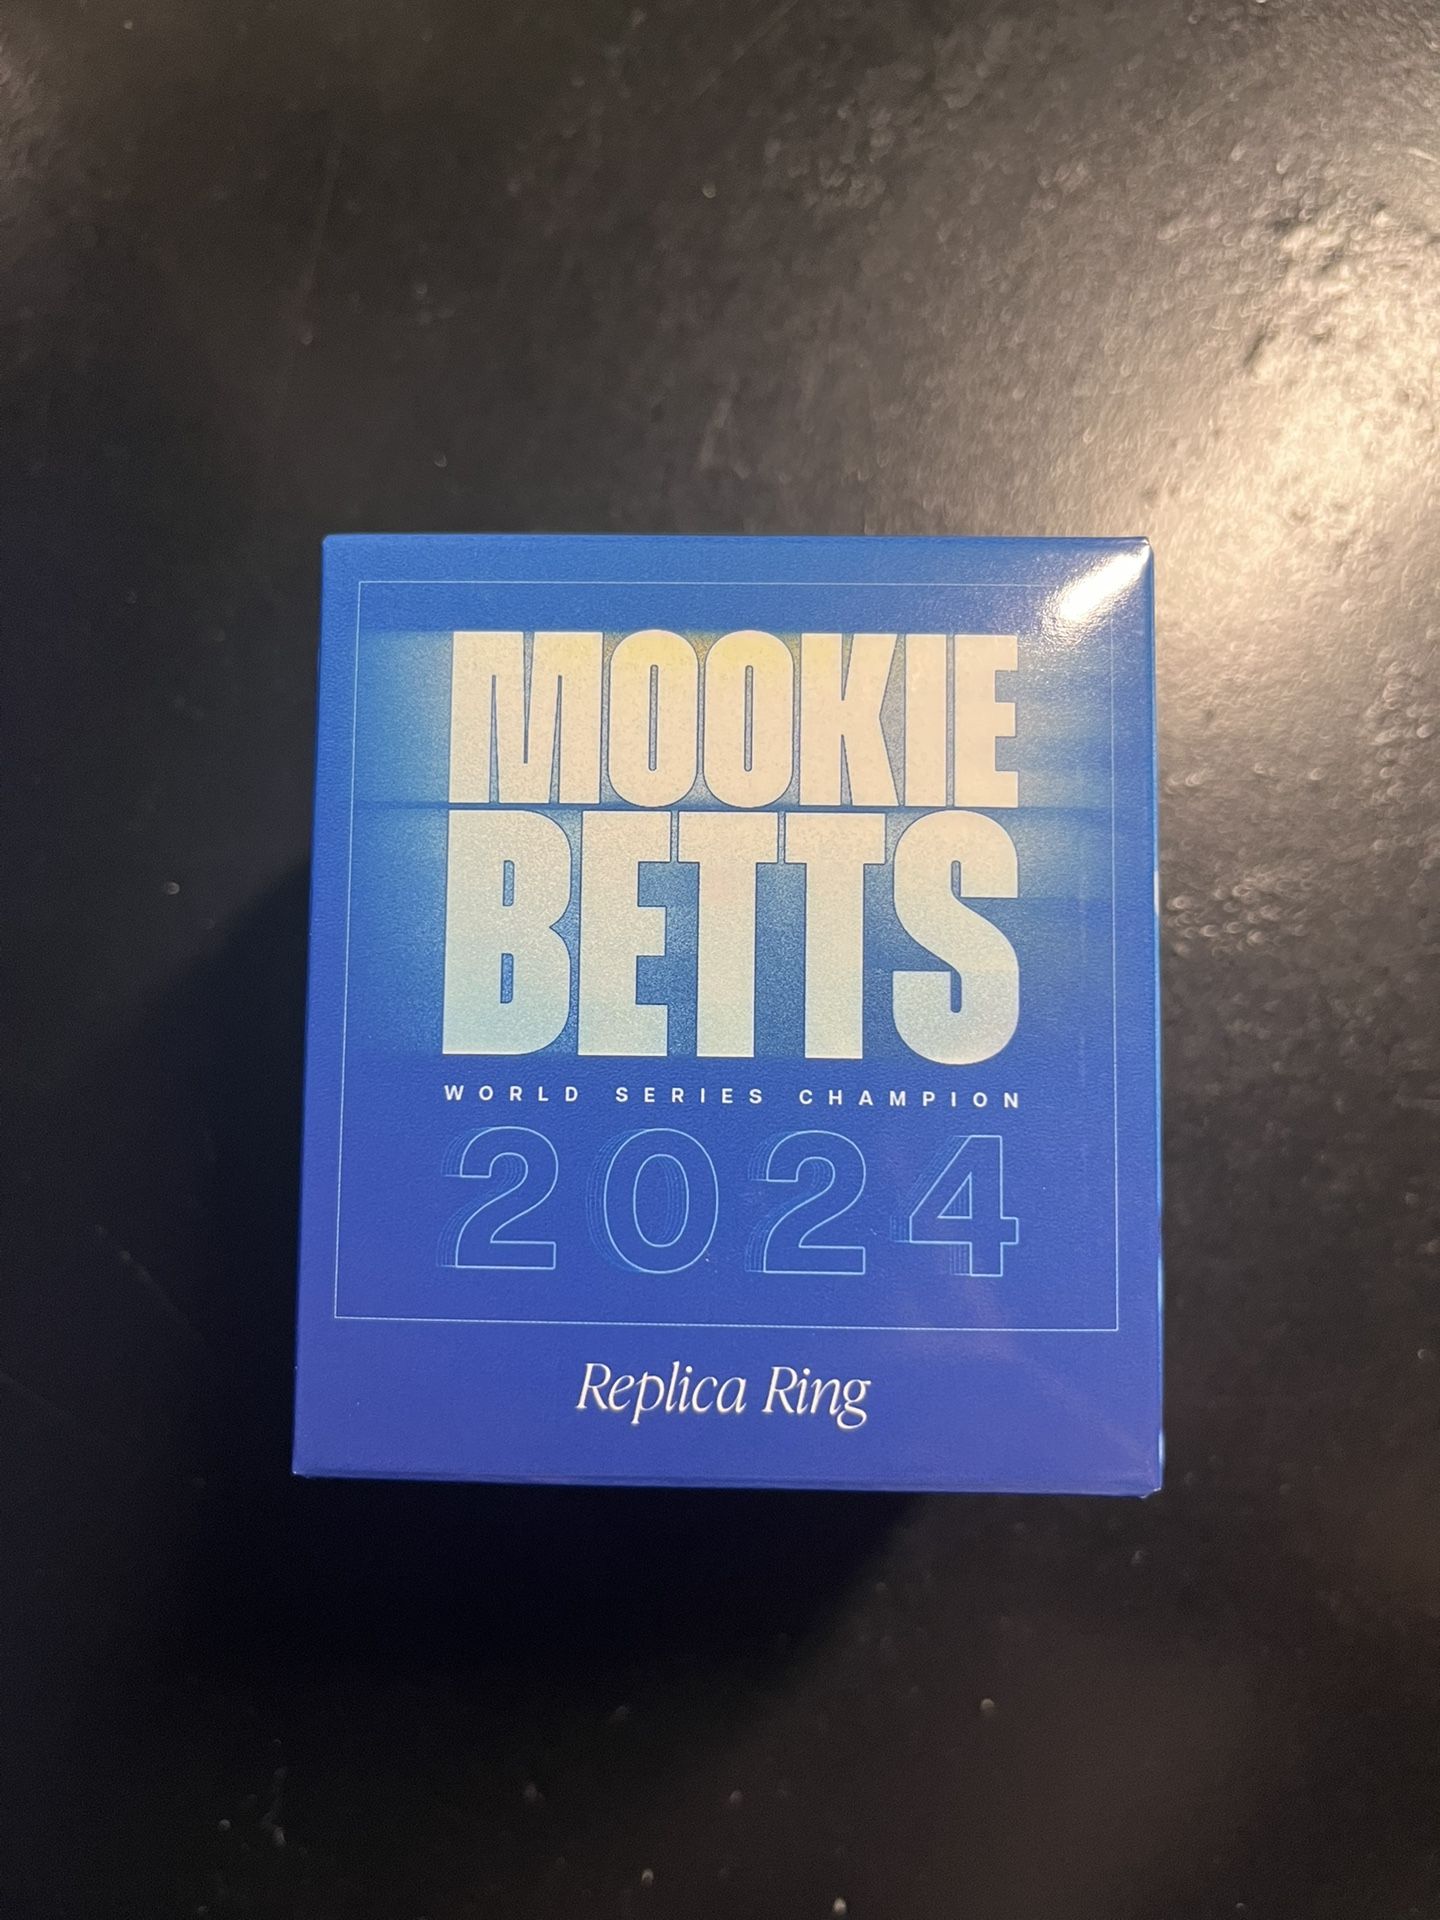 MOOKIE
BETTS
WORLD SERIES CHAMPION
2024
Replica Ring